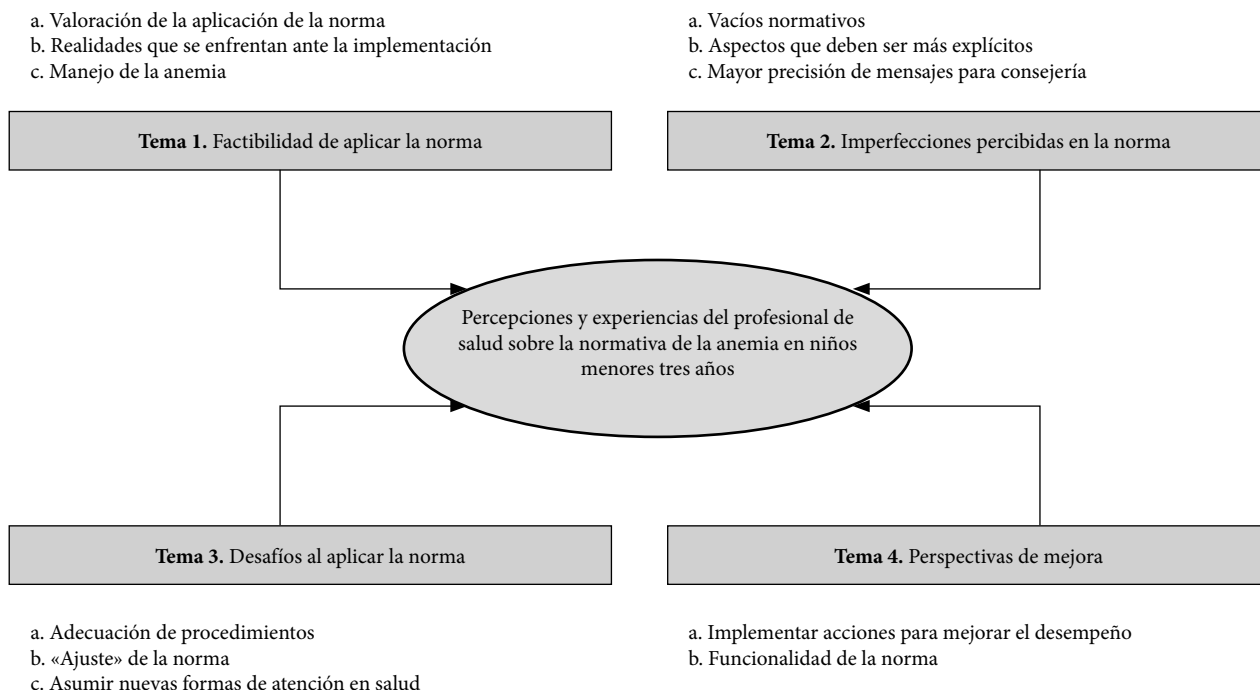 a. Valoración de la aplicación de la norma
b. Realidades que se enfrentan ante la implementación
c. Manejo de la anemia
Tema 1. Factibilidad de aplicar la norma
a. Vacíos normativos
b. Aspectos que deben ser más explícitos
c. Mayor precisión de mensajes para consejería
Tema 2. Imperfecciones percibidas en la norma
Percepciones y experiencias del profesional de
salud sobre la normativa de la anemia en niños
menores tres años
Tema 3. Desafíos al aplicar la norma
a. Adecuación de procedimientos
b. «Ajuste» de la norma
c. Asumir nuevas formas de atención en salud
Tema 4. Perspectivas de mejora
a. Implementar acciones para mejorar el desempeño
b. Funcionalidad de la norma